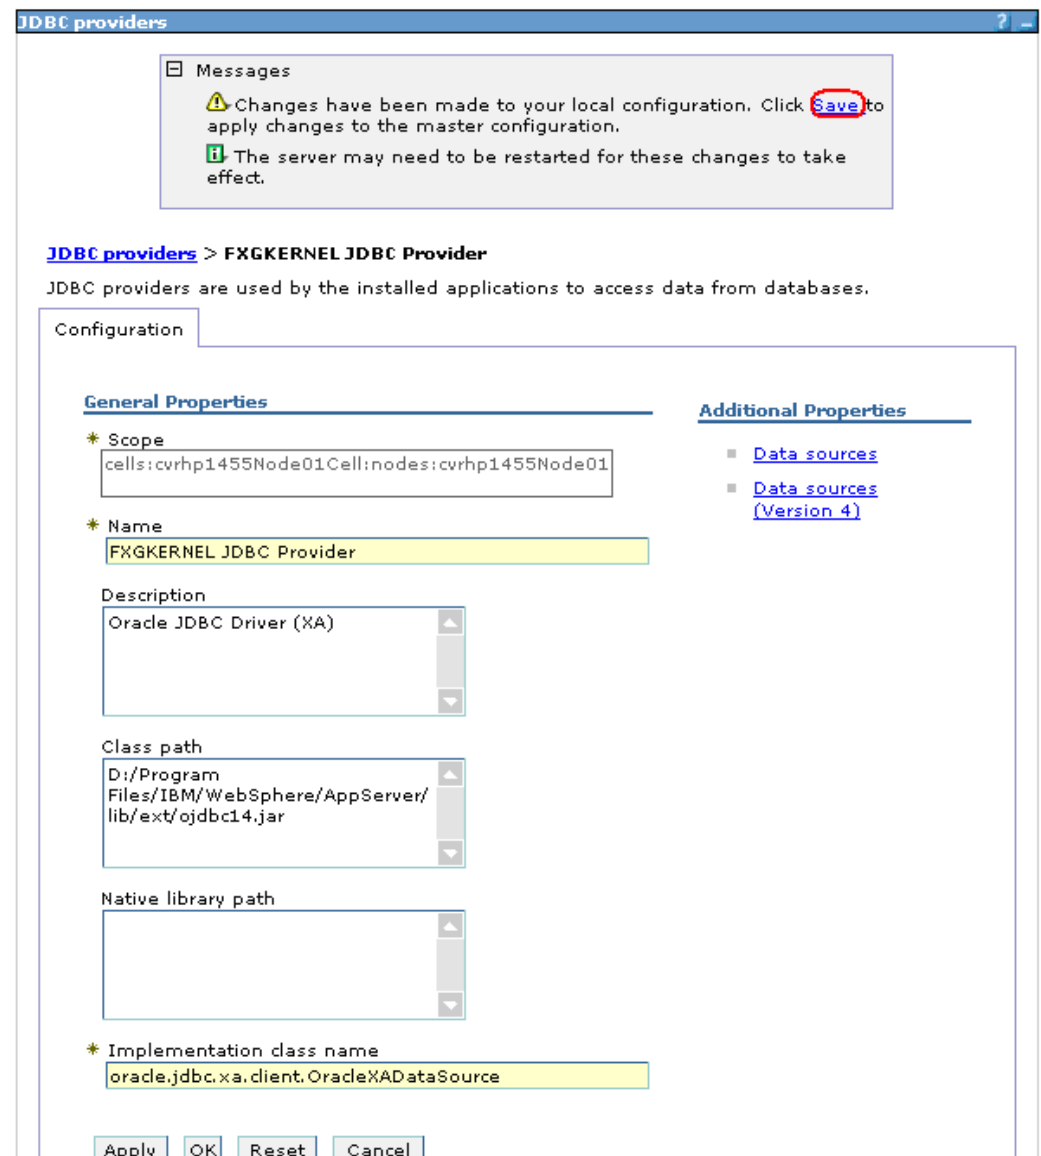 JDBC providers ? –
Messages
Changes have been made to your local configuration. Click Save to
apply changes to the master configuration.
The server may need to be restarted for these changes to take
effect.
JDBC providers > FXGKERNEL JDBC Provider
JDBC providers are used by the installed applications to access data from databases.
Configuration
General Properties
Additional Properties
* Scope
cells:cvrhp1455Node01Cell:nodes:cvrhp1455Node01
Data sources
Data sources
(Version 4)
* Name
FXGKERNEL JDBC Provider
Description
Oracle JDBC Driver (XA)
Class path
D:/Program
Files/IBM/WebSphere/AppServer/
lib/ext/ojdbc14.jar
Native library path
* Implementation class name
oracle.jdbc.xa.client.OracleXADataSource
Apply OK Reset Cancel